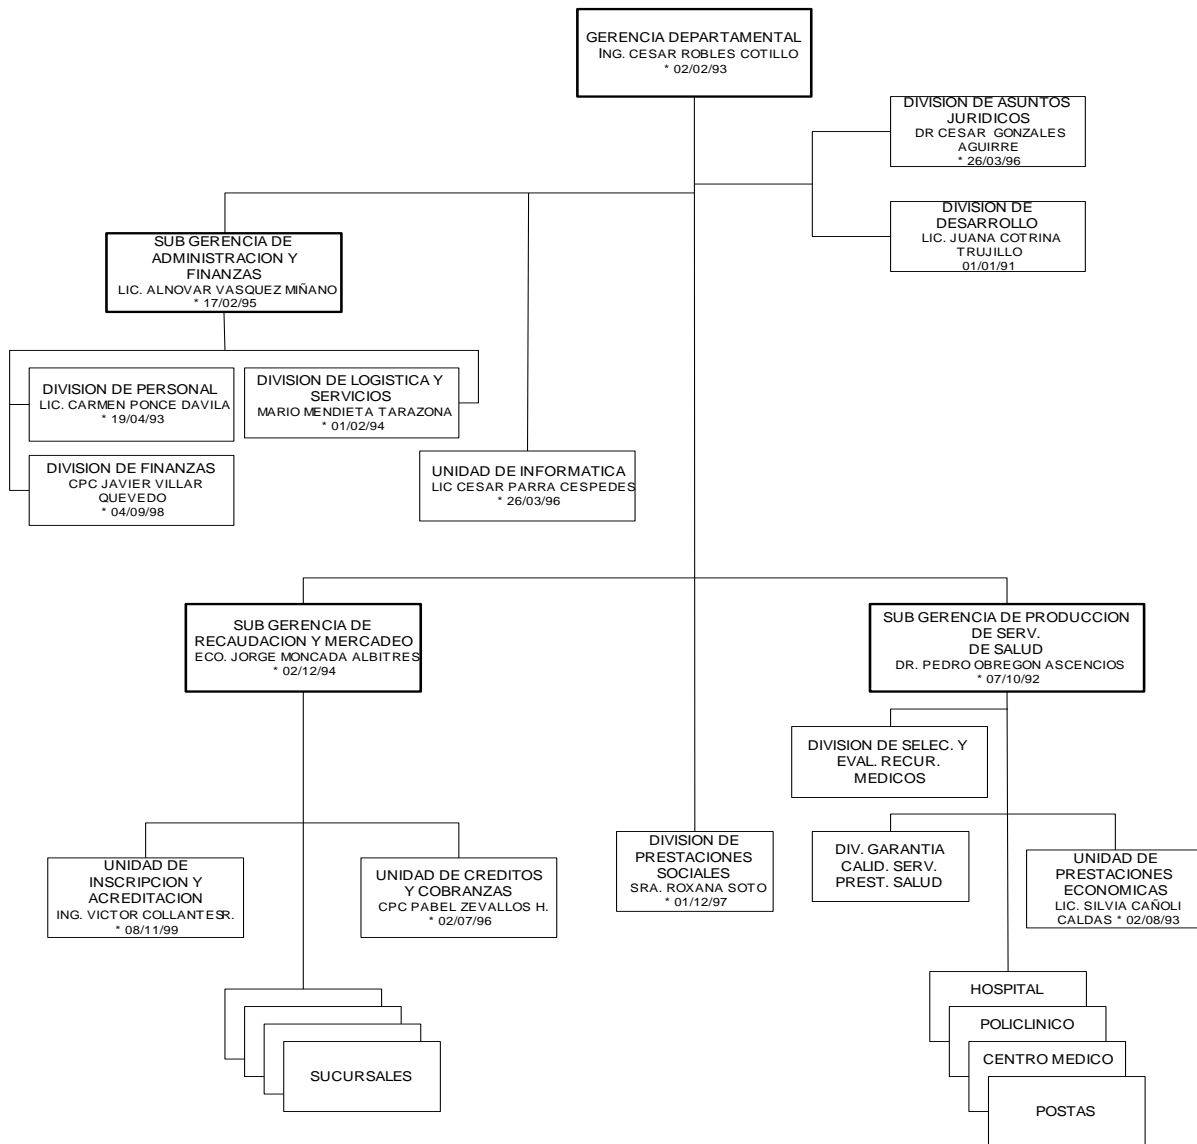 GERENCIA DEPARTAMENTAL
ING. CESAR ROBLES COTILLO
* 02/02/93
DIVISION DE ASUNTOS
JURIDICOS
DR CESAR GONZALES
AGUIRRE
* 26/03/96
DIVISION DE
DESARROLLO
LIC. JUANA COTRINA
TRUJILLO
01/01/91
SUB GERENCIA DE
ADMINISTRACION Y
FINANZAS
LIC. ALNOVAR VASQUEZ MIÑANO
* 17/02/95
DIVISION DE PERSONAL
LIC. CARMEN PONCE DAVILA
* 19/04/93
DIVISION DE LOGISTICA Y
SERVICIOS
MARIO MENDIETA TARAZONA
* 01/02/94
DIVISION DE FINANZAS
CPC JAVIER VILLAR
QUEVEDO
* 04/09/98
UNIDAD DE INFORMATICA
LIC CESAR PARRA CESPEDES
* 26/03/96
SUB GERENCIA DE
RECAUDACION Y MERCADEO
ECO. JORGE MONCADA ALBITRES
* 02/12/94
SUB GERENCIA DE PRODUCCION
DE SERV.
DE SALUD
DR. PEDRO OBREGON ASCENCIOS
* 07/10/92
DIVISION DE SELEC. Y
EVAL. RECUR.
MEDICOS
UNIDAD DE
INSCRIPCION Y
ACREDITACION
ING. VICTOR COLLANTES R.
* 08/11/99
UNIDAD DE CREDITOS
Y COBRANZAS
CPC PABEL ZEVALLOS H.
* 02/07/96
DIVISION DE
PRESTACIONES
SOCIALES
SRA. ROXANA SOTO
* 01/12/97
DIV. GARANTIA
CALID. SERV.
PREST. SALUD
UNIDAD DE
PRESTACIONES
ECONOMICAS
LIC. SILVIA CAÑOLI
CALDAS * 02/08/93
SUCURSALES
HOSPITAL
POLICLINICO
CENTRO MEDICO
POSTAS